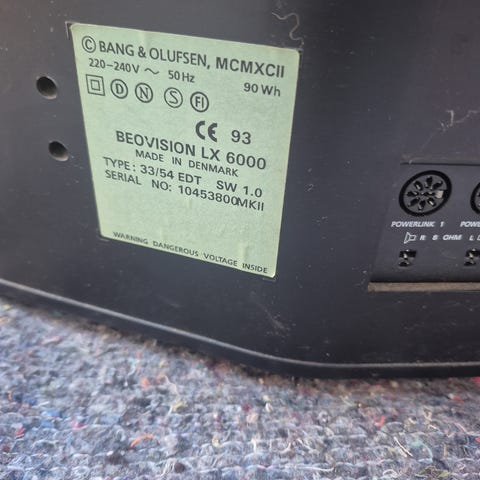 © BANG & OLUFSEN, MCMXCII
220-240V ~ 50Hz 90 Wh
D N S FI
CE 93
BEOVISION LX 6000
MADE IN DENMARK
TYPE: 33/54 EDT SW 1.0
SERIAL NO: 10453800MKII
WARNING DANGEROUS VOLTAGE INSIDE
POWERLINK 1
R 8 OHM L